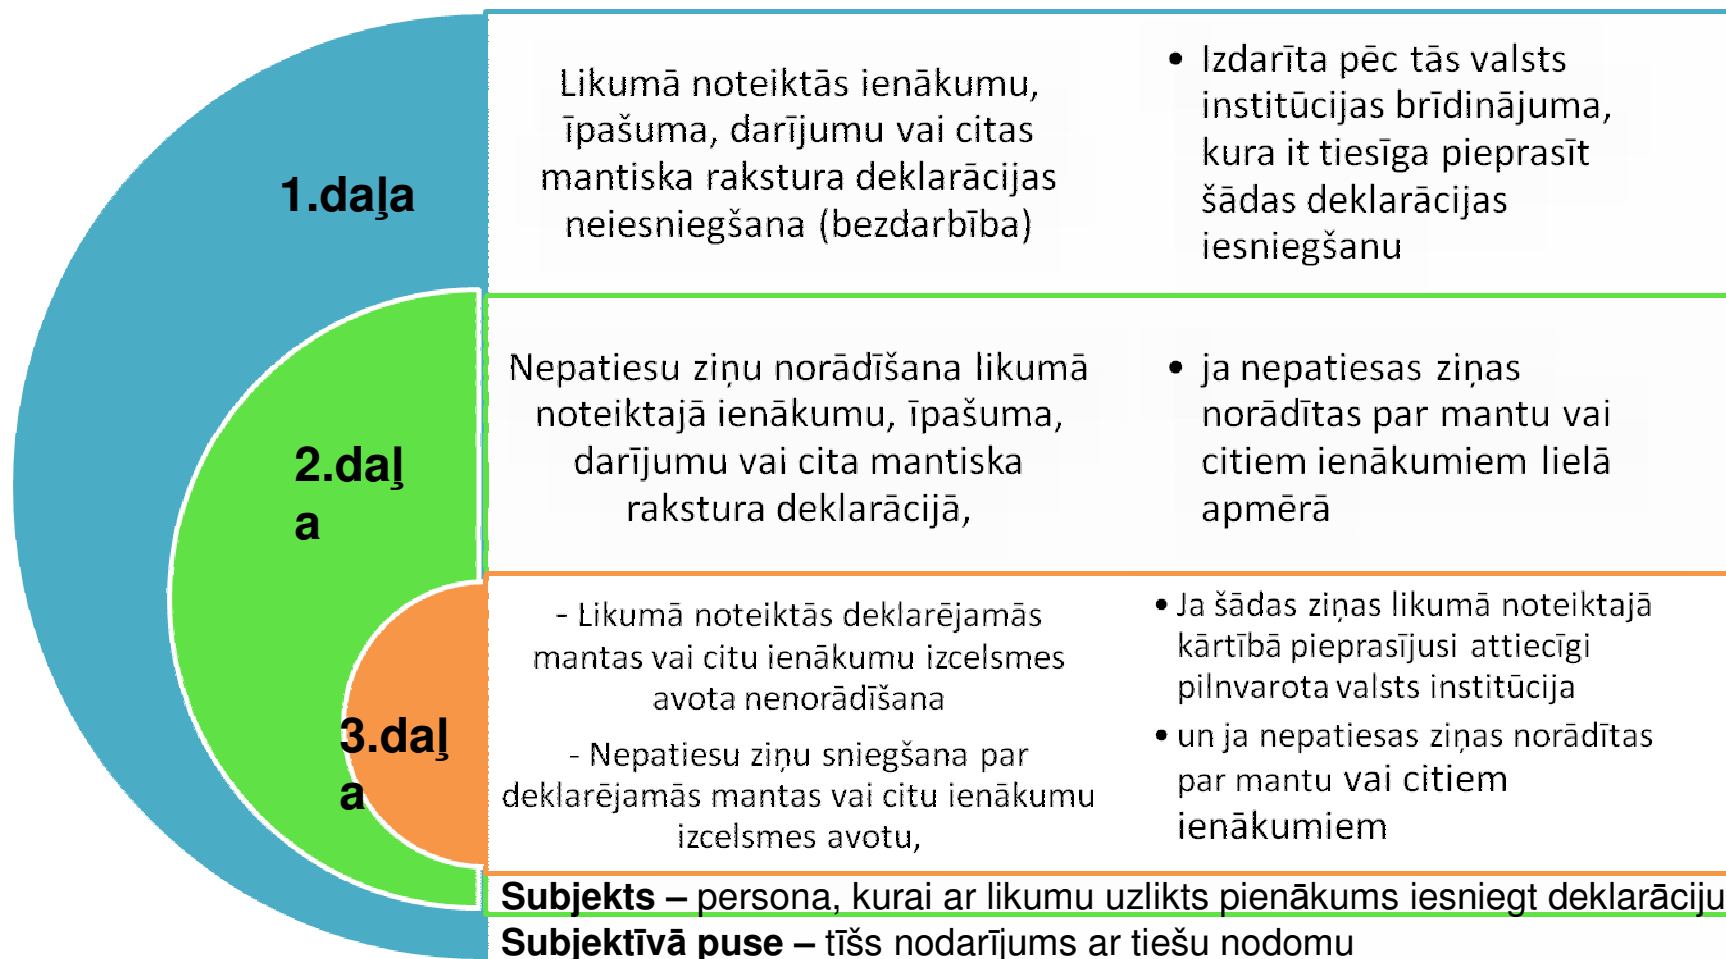 1.daļa
Likumā noteiktās ienākumu,
īpašuma, darījumu vai citas
mantiska rakstura deklarācijas
neiesniegšana (bezdarbība)
• Izdarīta pēc tās valsts
institūcijas brīdinājuma,
kura it tiesīga pieprasīt
šādas deklarācijas
iesniegšanu
2.daļ
a
Nepatiesu ziņu norādīšana likumā
noteiktajā ienākumu, īpašuma,
darījumu vai cita mantiska
rakstura deklarācijā,
• ja nepatiesas ziņas
norādītas par mantu vai
citiem ienākumiem lielā
apmērā
3.daļ
a
- Likumā noteiktās deklarējamās
mantas vai citu ienākumu izcelsmes
avota nenorādīšana
- Nepatiesu ziņu sniegšana par
deklarējamās mantas vai citu ienākumu
izcelsmes avotu,
• Ja šādas ziņas likumā noteiktajā
kārtībā pieprasījusi attiecīgi
pilnvarota valsts institūcija
• un ja nepatiesas ziņas norādītas
par mantu vai citiem
ienākumiem
Subjekts – persona, kurai ar likumu uzlikts pienākums iesniegt deklarāciju
Subjektīvā puse – tīšs nodarījums ar tiešu nodomu